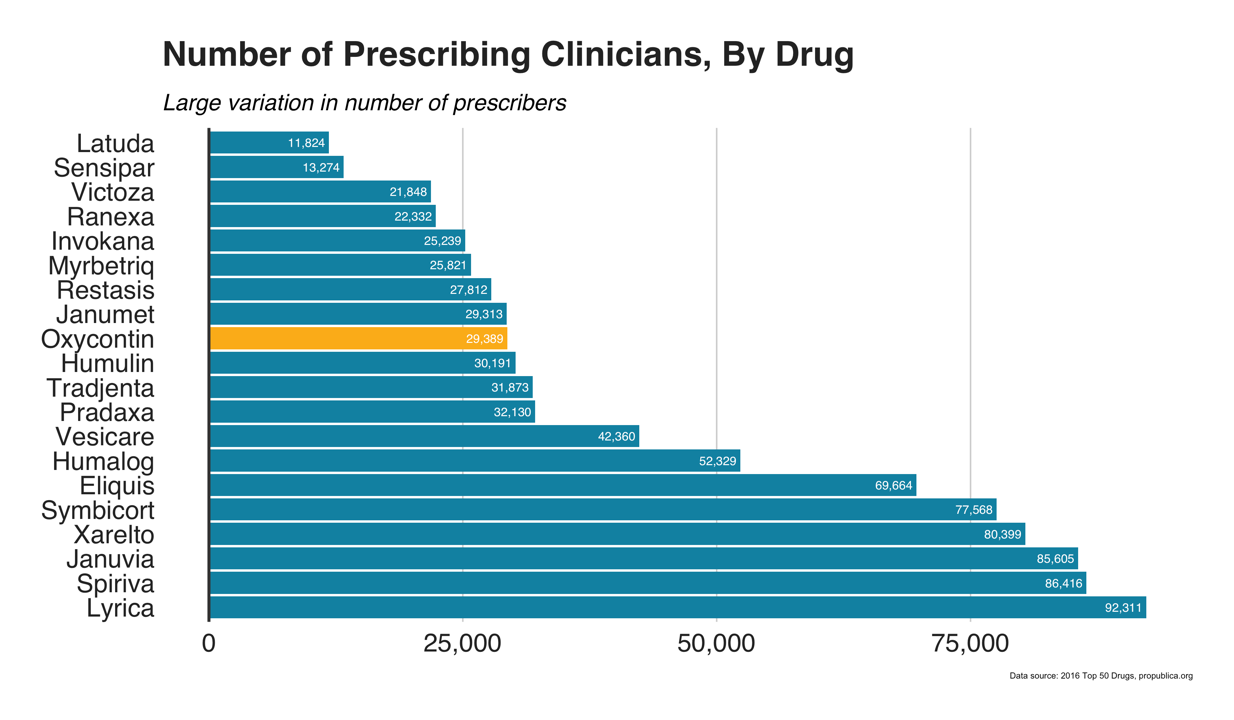 Number of Prescribing Clinicians, By Drug
Large variation in number of prescribers
Latuda 11,824
Sensipar 13,274
Victoza 21,848
Ranexa 22,332
Invokana 25,239
Myrbetriq 25,821
Restasis 27,812
Janumet 29,313
Oxycontin 29,389
Humulin 30,191
Tradjenta 31,873
Pradaxa 32,130
Vesicare 42,360
Humalog 52,329
Eliquis 69,664
Symbicort 77,568
Xarelto 80,399
Januvia 85,605
Spiriva 86,416
Lyrica 92,311
0 25,000 50,000 75,000
Data source: 2016 Top 50 Drugs, propublica.org